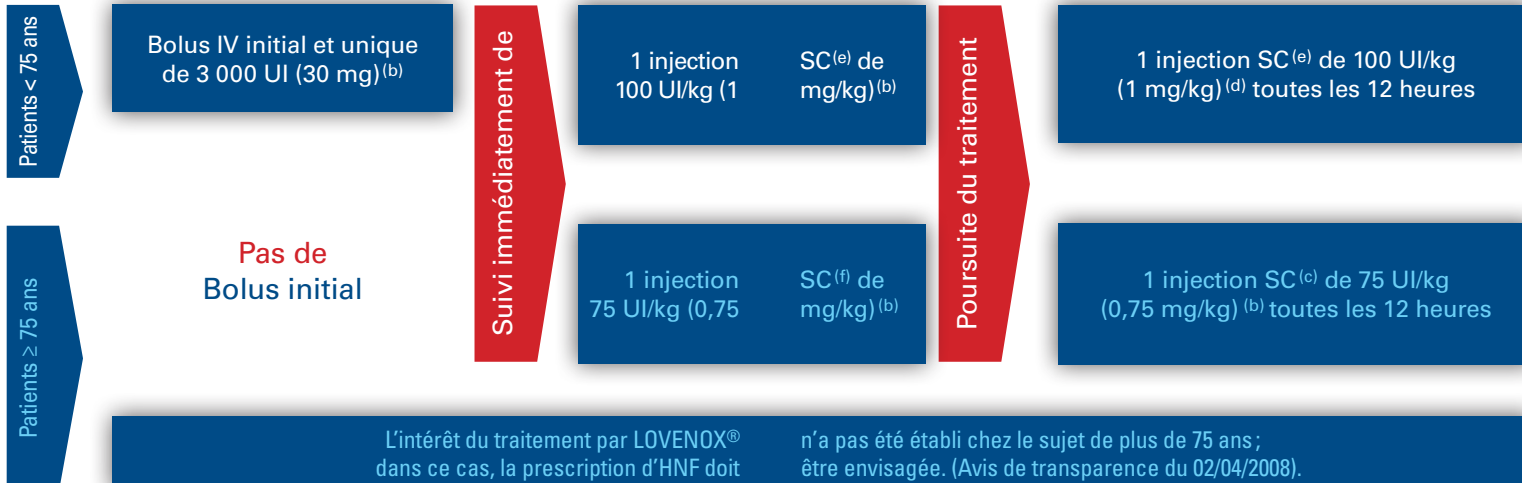 Patients < 75 ans
Bolus IV initial et unique
de 3 000 UI (30 mg)(b)
Suivi immédiatement de
1 injection SC(e) de
100 UI/kg (1 mg/kg)(b)
Poursuite du traitement
1 injection SC(e) de 100 UI/kg
(1 mg/kg)(d) toutes les 12 heures
Patients ≥ 75 ans
Pas de
Bolus initial
1 injection SC(f) de
75 UI/kg (0,75 mg/kg)(b)
1 injection SC(c) de 75 UI/kg
(0,75 mg/kg)(b) toutes les 12 heures
L'intérêt du traitement par LOVENOX® n'a pas été établi chez le sujet de plus de 75 ans;
dans ce cas, la prescription d'HNF doit être envisagée. (Avis de transparence du 02/04/2008).